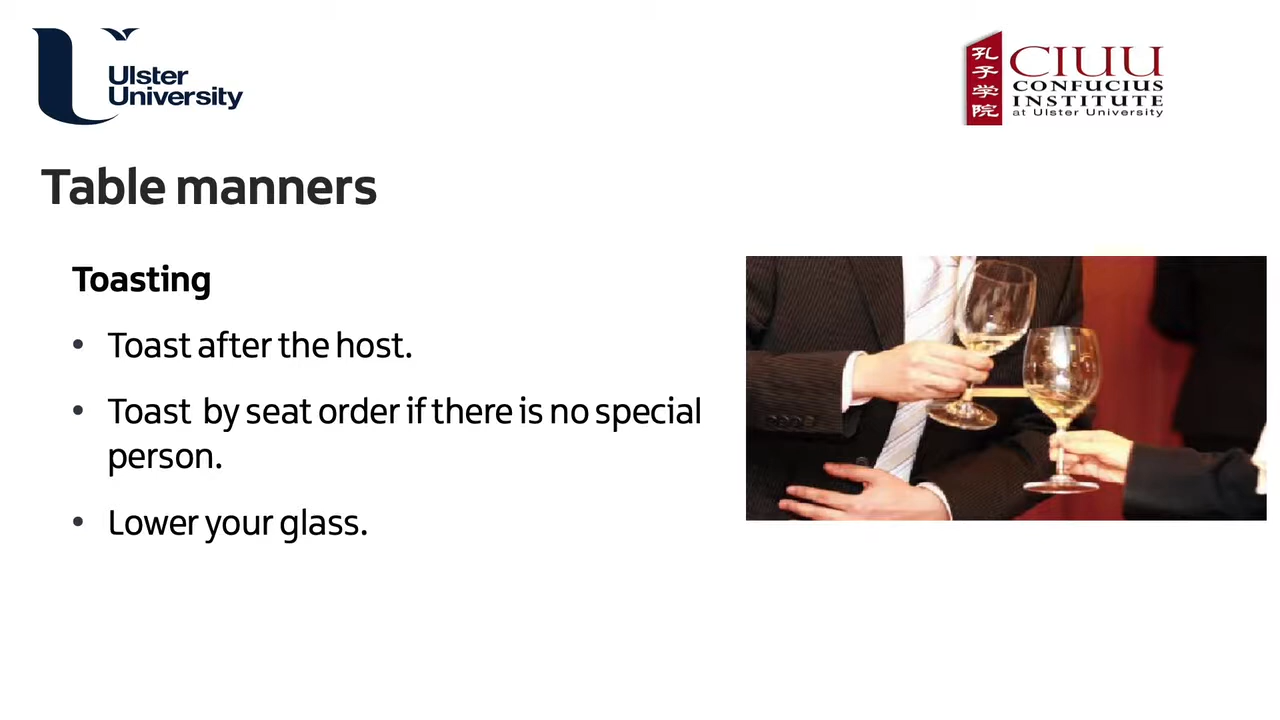 Ulster
University
孔子学院
CIUU
CONFUCIUS
INSTITUTE
at Ulster University
Table manners
Toasting
• Toast after the host.
• Toast by seat order if there is no special
person.
• Lower your glass.